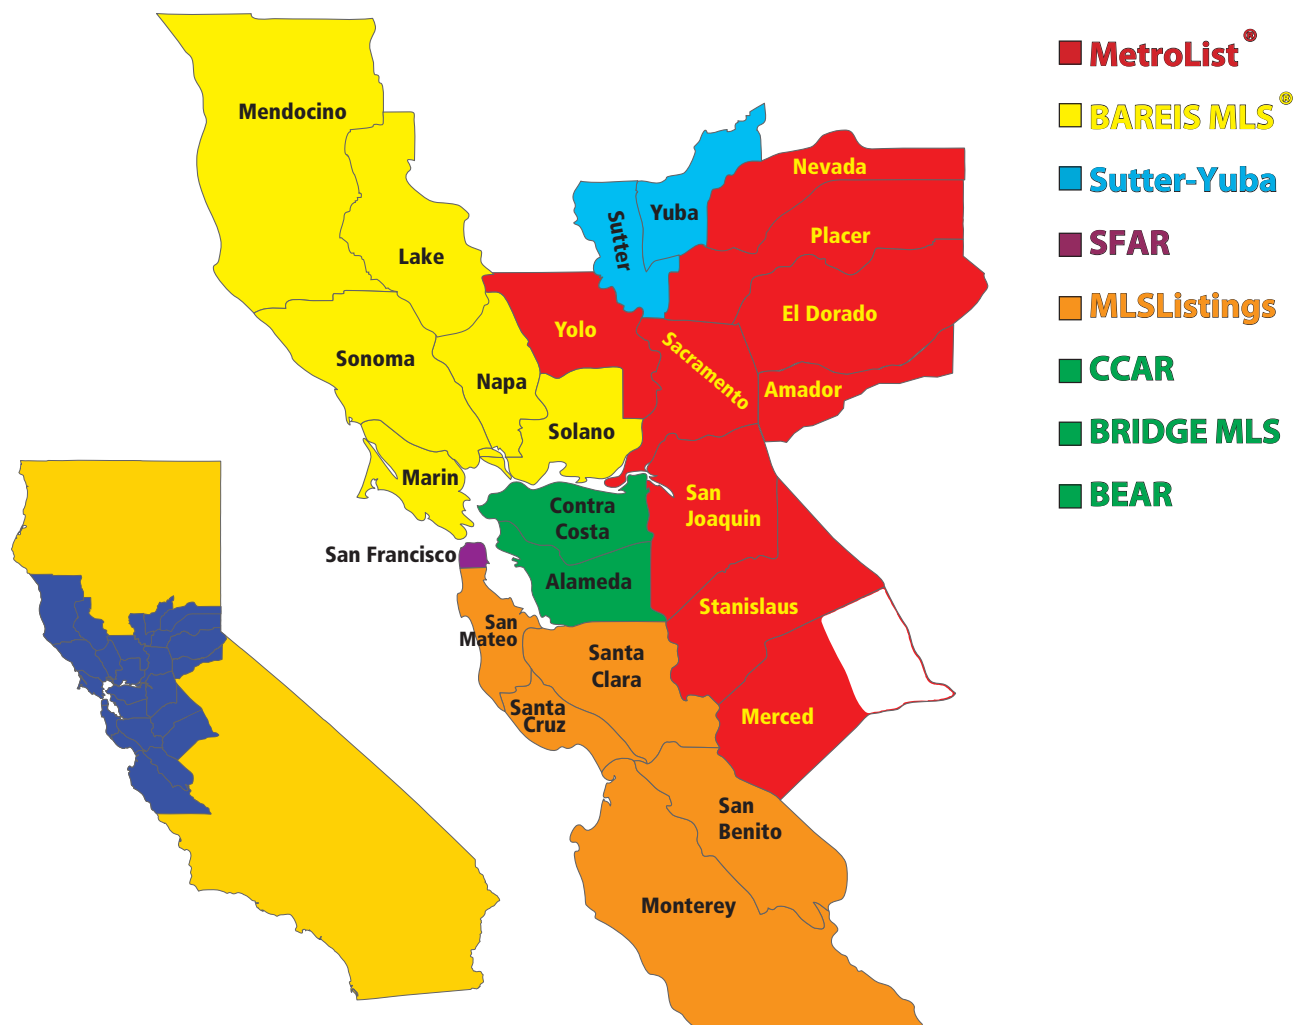 Mendocino
Lake
Sonoma
Napa
Solano
Marin
Sutter
Yuba
Nevada
Placer
El Dorado
Yolo
Sacramento
Amador
San
Joaquin
Contra
Costa
San Francisco
Alameda
Stanislaus
San
Mateo
Santa
Clara
Santa
Cruz
Merced
San
Benito
Monterey
MetroList®
BAREIS MLS®
Sutter-Yuba
SFAR
MLSListings
CCAR
BRIDGE MLS
BEAR